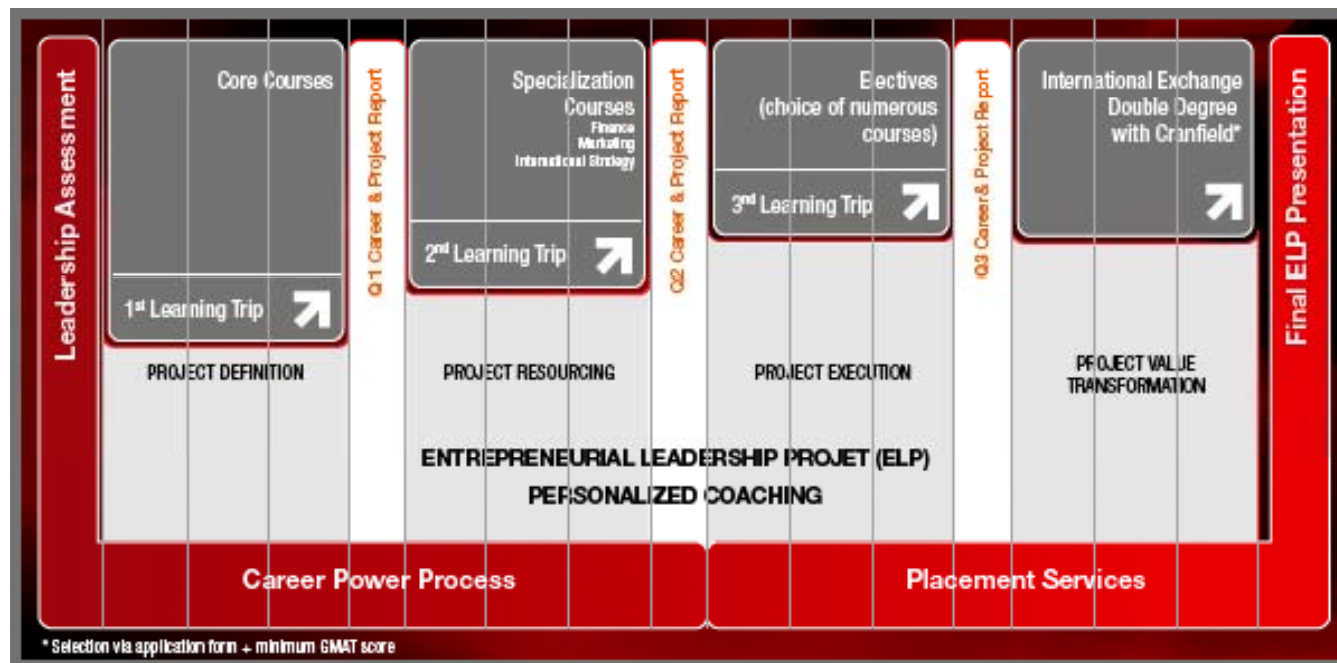 Leadership Assessment
Core Courses
1st Learning Trip
PROJECT DEFINITION
Q1 Career & Project Report
Specialization
Courses
Finance
Marketing
International Strategy
2nd Learning Trip
PROJECT RESOURCING
Q2 Career & Project Report
Electives
(choice of numerous
courses)
3nd Learning Trip
PROJECT EXECUTION
Q3 Career & Project Report
International Exchange
Double Degree
with Cranfield*
PROJECT VALUE
TRANSFORMATION
Final ELP Presentation
ENTREPRENEURIAL LEADERSHIP PROJET (ELP)
PERSONALIZED COACHING
Career Power Process
Placement Services
* Selection via application form + minimum GMAT score